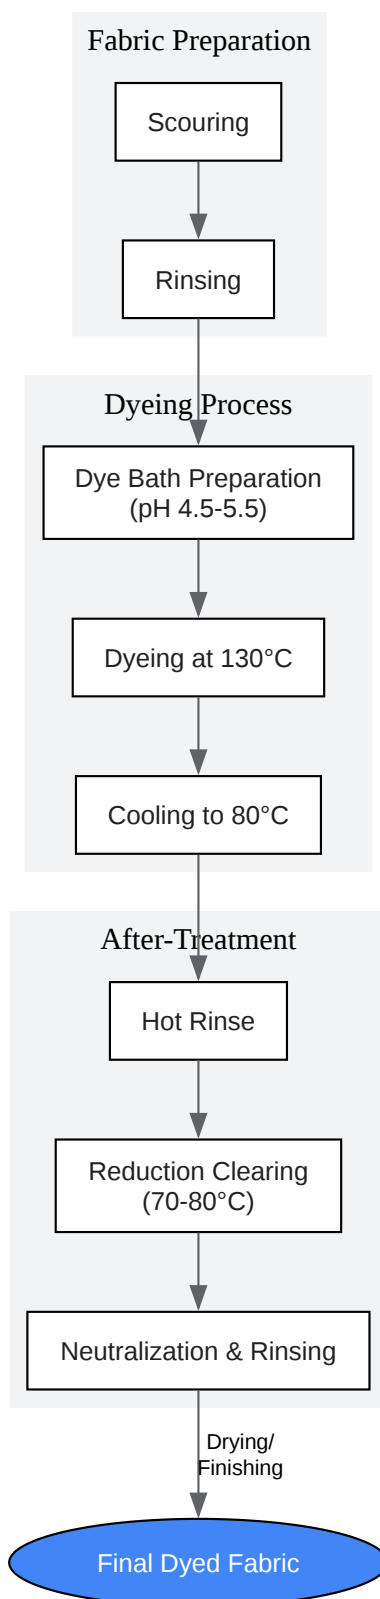 Fabric Preparation
Scouring
Rinsing
Dyeing Process
Dye Bath Preparation
(pH 4.5-5.5)
Dyeing at 130°C
Cooling to 80°C
After-Treatment
Hot Rinse
Reduction Clearing
(70-80°C)
Neutralization & Rinsing
Drying/
Finishing
Final Dyed Fabric